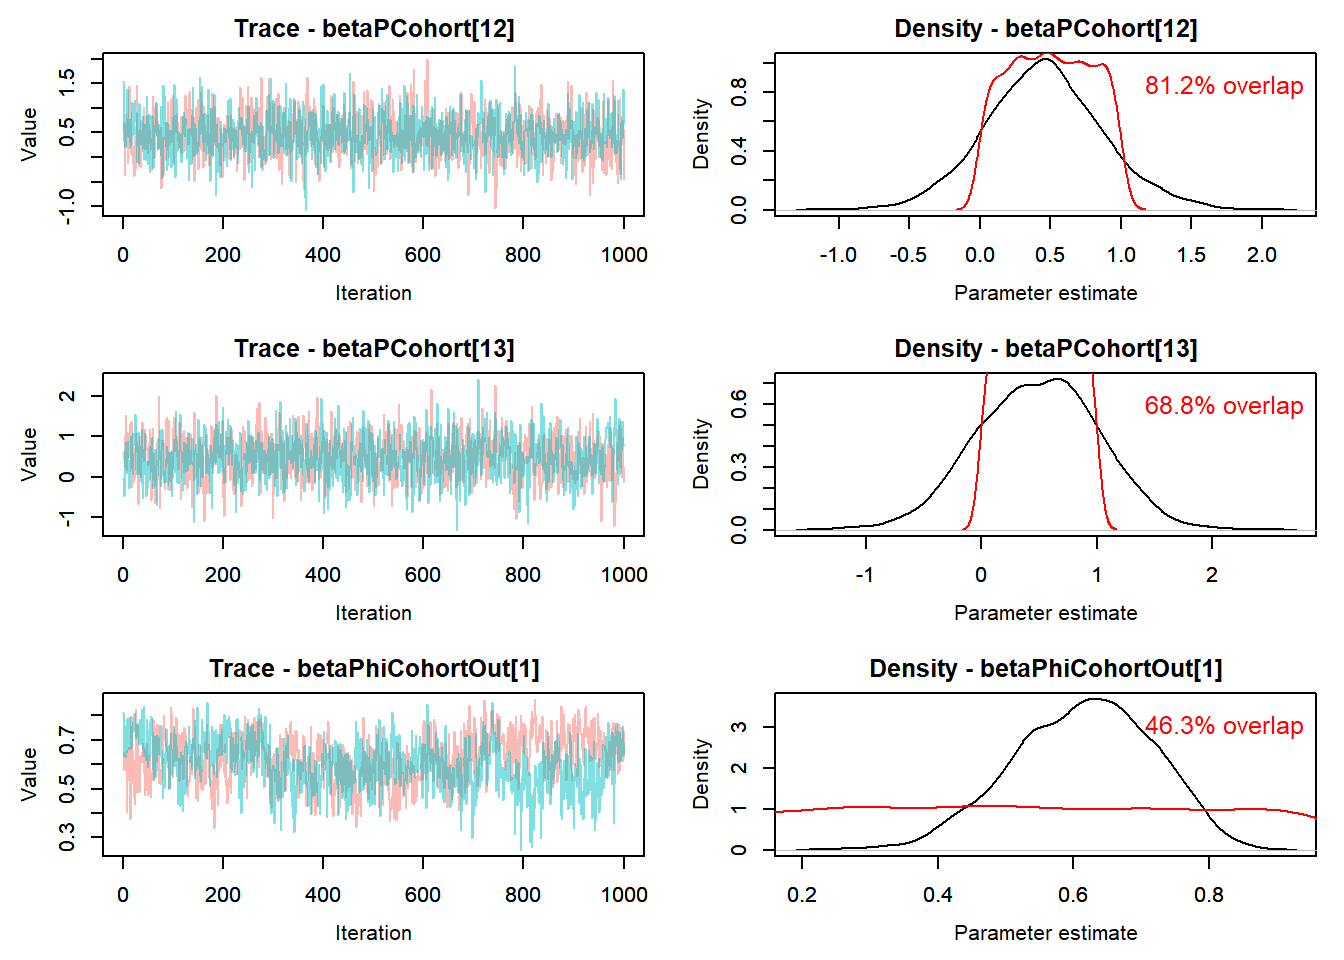 Trace - betaPCohort[12]
Value
-1.0 0.5 1.5
0 200 400 600 800 1000
Iteration
Density - betaPCohort[12]
81.2% overlap
Density
0.0 0.4 0.8
-1.0 -0.5 0.0 0.5 1.0 1.5 2.0
Parameter estimate
Trace - betaPCohort[13]
Value
-1 0 1 2
0 200 400 600 800 1000
Iteration
Density - betaPCohort[13]
68.8% overlap
Density
0.0 0.3 0.6
-1 0 1 2
Parameter estimate
Trace - betaPhiCohortOut[1]
Value
0.3 0.5 0.7
0 200 400 600 800 1000
Iteration
Density - betaPhiCohortOut[1]
46.3% overlap
Density
0 1 2 3
0.2 0.4 0.6 0.8
Parameter estimate